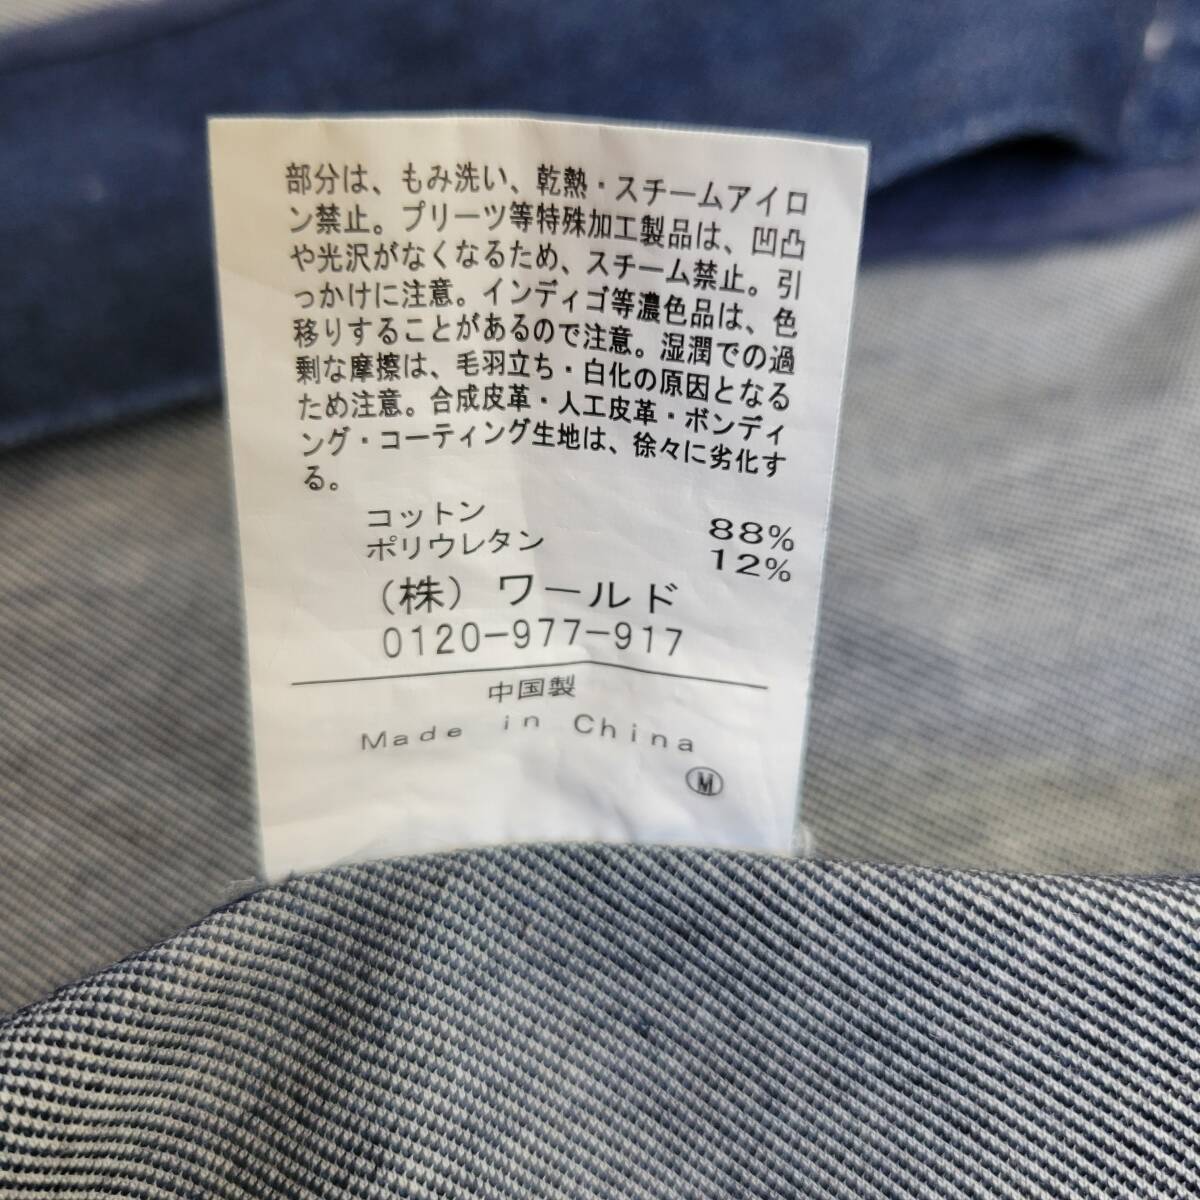 部分は、もみ洗い、乾熱・スチームアイロ
ン禁止。プリーツ等特殊加工製品は、凹凸
や光沢がなくなるため、スチーム禁止。引
っかけに注意。インディゴ等濃色品は、色
移りすることがあるので注意。湿潤での過
剰な摩擦は、毛羽立ち・白化の原因となる
ため注意。合成皮革・人工皮革・ボンディ
ング・コーティング生地は、徐々に劣化す
る。
コットン 88%
ポリウレタン 12%
(株) ワールド
0120-977-917
中国製
Made in China
M